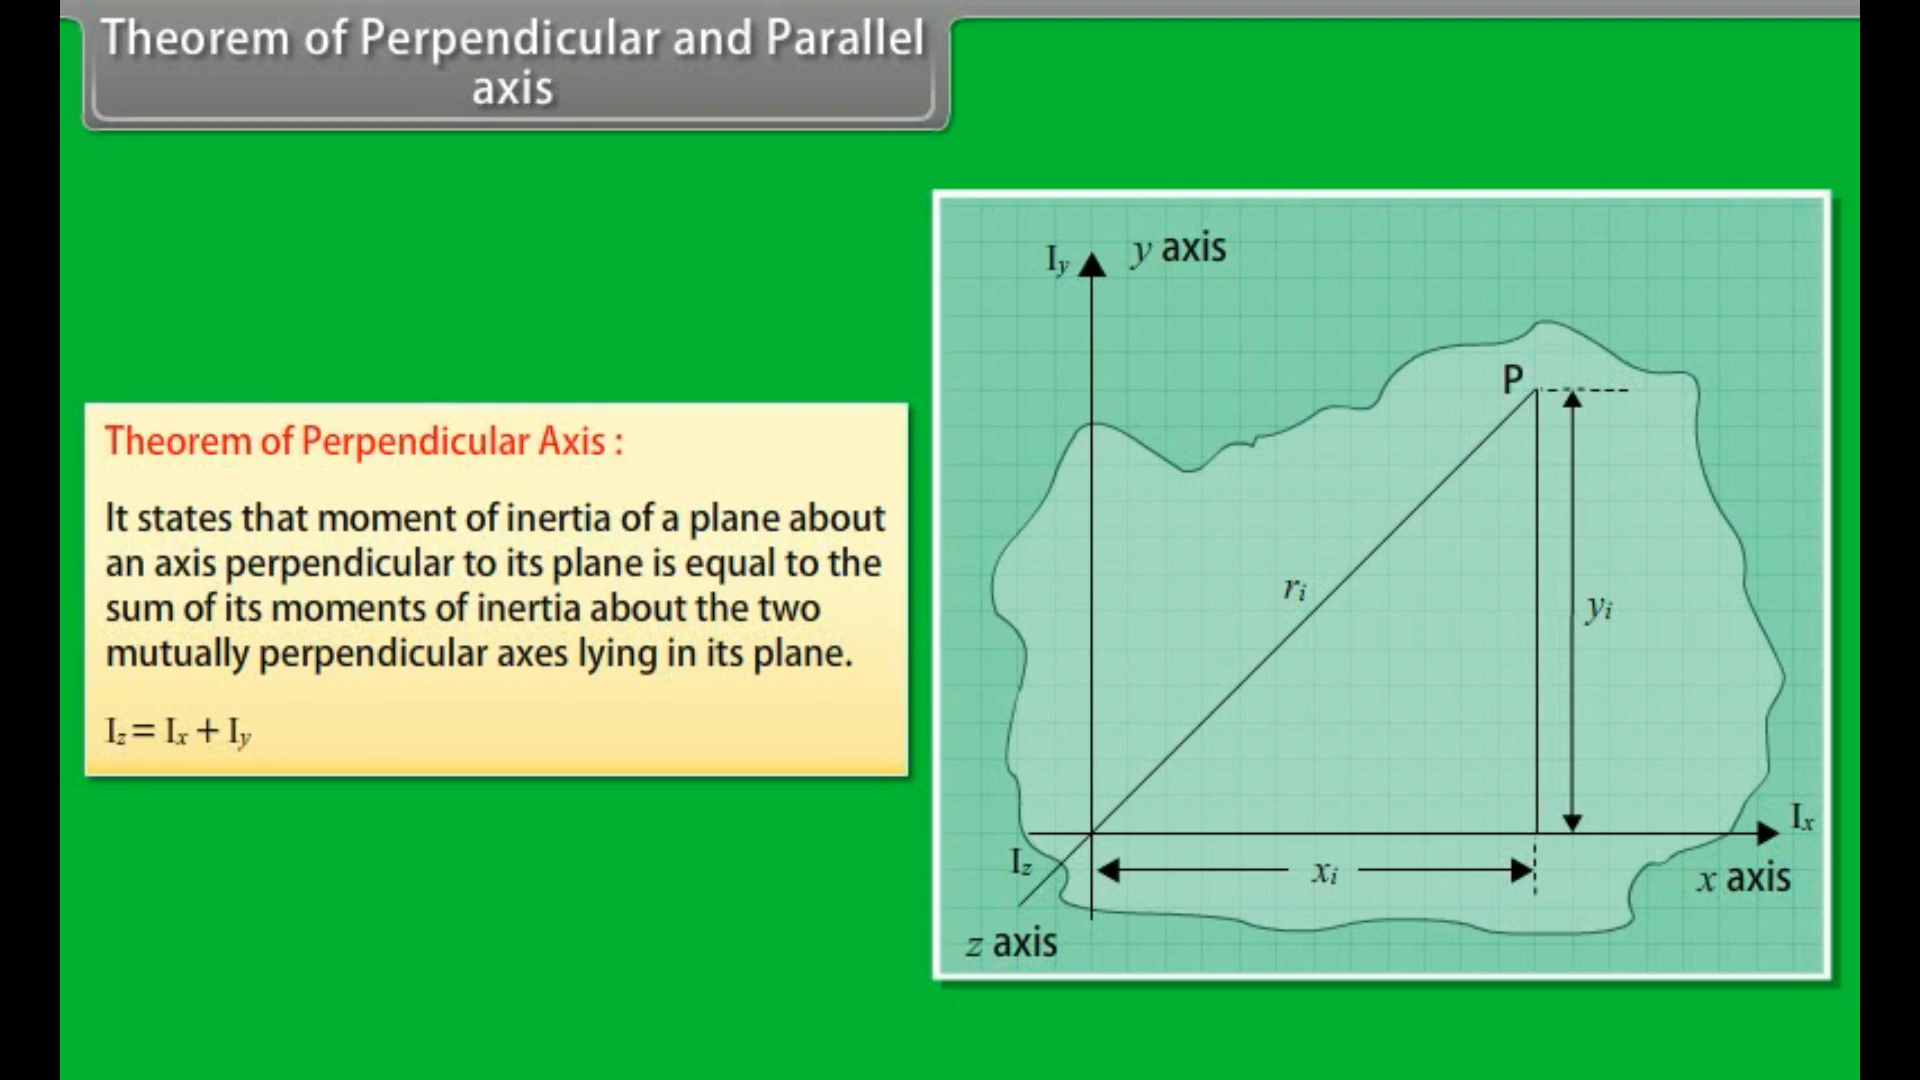 Theorem of Perpendicular and Parallel
axis
Theorem of Perpendicular Axis :
It states that moment of inertia of a plane about
an axis perpendicular to its plane is equal to the
sum of its moments of inertia about the two
mutually perpendicular axes lying in its plane.
Iz = Ix + Iy
Iy
y axis
P
ri
yi
Ix
Iz
xi
x axis
z axis